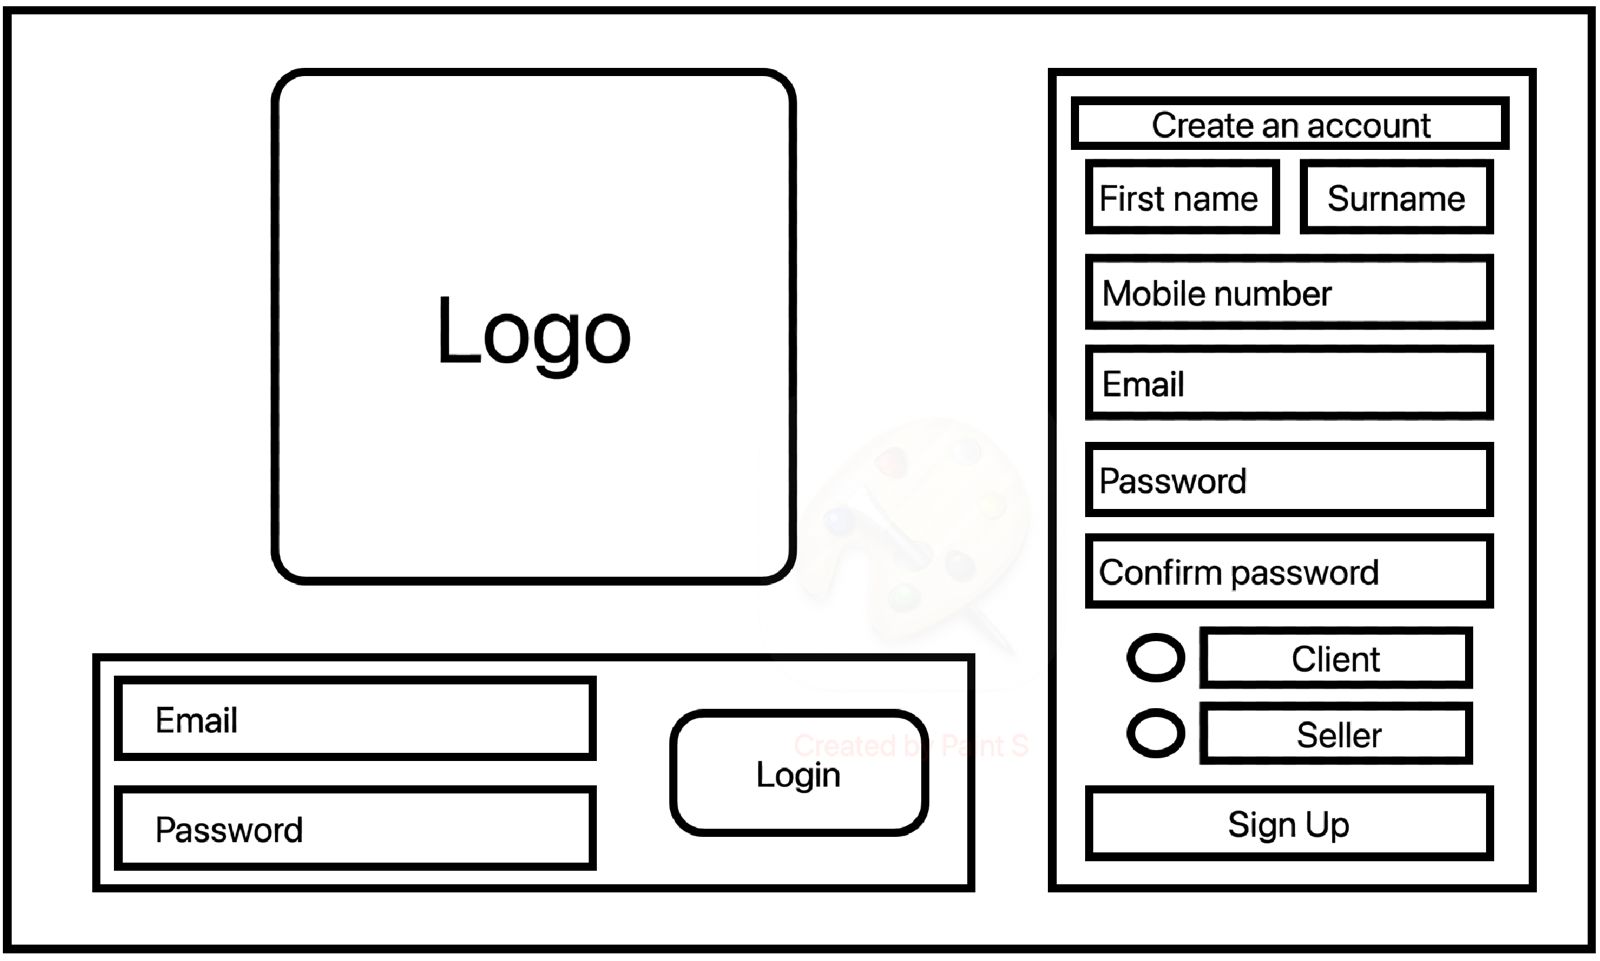 Logo
Email
Password
Login
Created by Paint S
Create an account
First name
Surname
Mobile number
Email
Password
Confirm password
Client
Seller
Sign Up